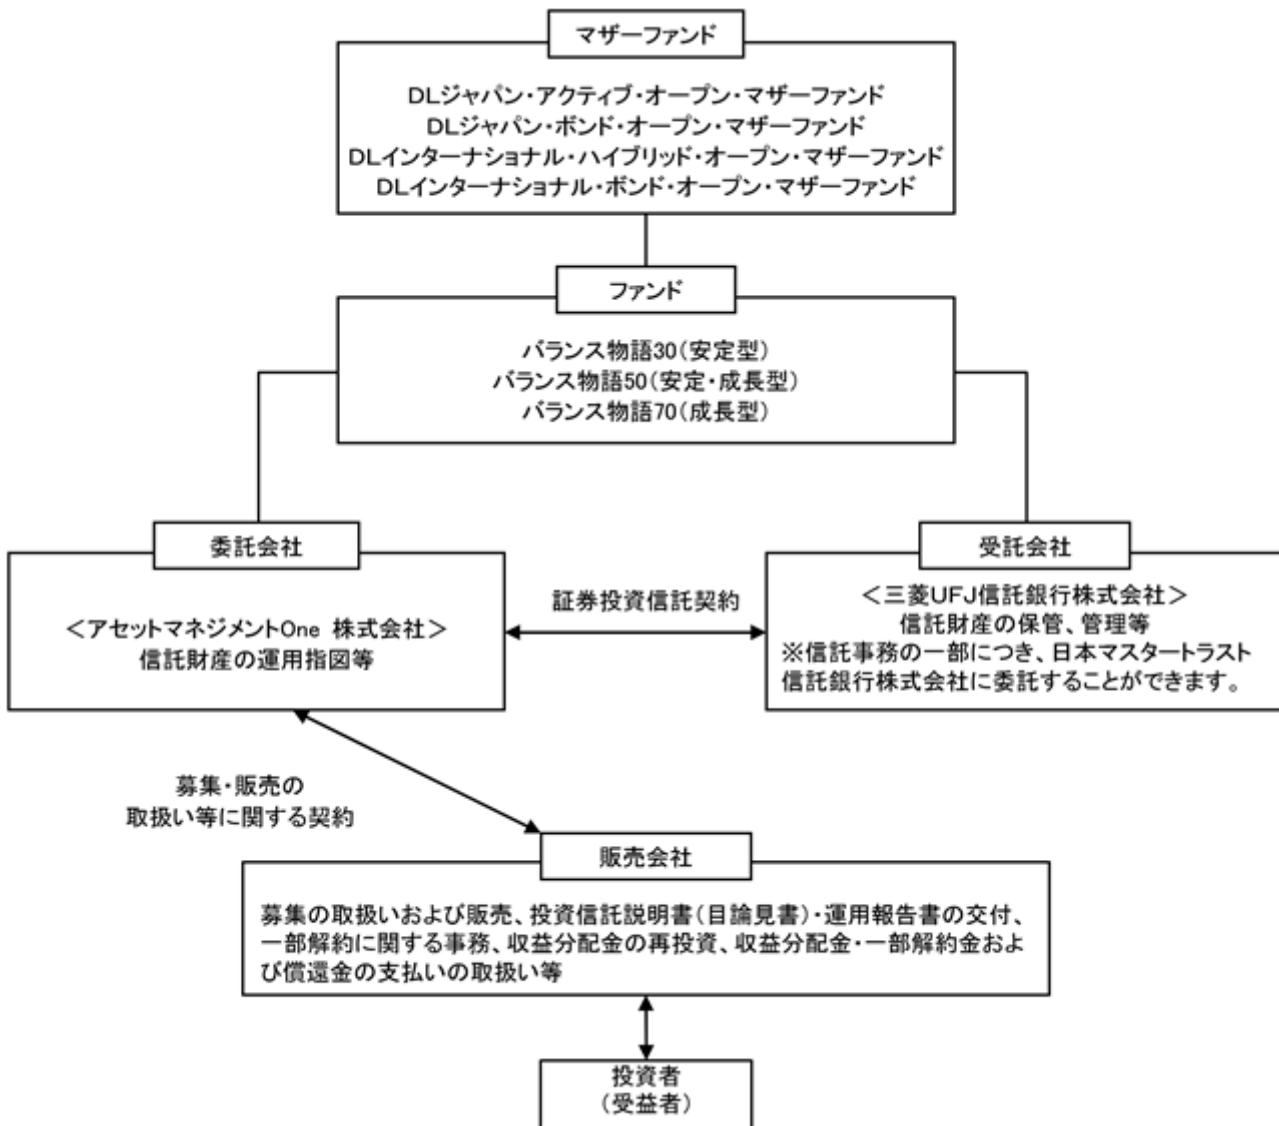 マザーファンド
DLジャパン・アクティブ・オープン・マザーファンド
DLジャパン・ボンド・オープン・マザーファンド
DLインターナショナル・ハイブリッド・オープン・マザーファンド
DLインターナショナル・ボンド・オープン・マザーファンド
ファンド
バランス物語30(安定型)
バランス物語50(安定・成長型)
バランス物語70(成長型)
委託会社
<アセットマネジメントOne 株式会社>
信託財産の運用指図等
証券投資信託契約
受託会社
<三菱UFJ信託銀行株式会社>
信託財産の保管、管理等
※信託事務の一部につき、日本マスタートラスト
信託銀行株式会社に委託することができます。
募集・販売の
取扱い等に関する契約
販売会社
募集の取扱いおよび販売、投資信託説明書(目論見書)・運用報告書の交付、
一部解約に関する事務、収益分配金の再投資、収益分配金・一部解約金およ
び償還金の支払いの取扱い等
投資者
(受益者)